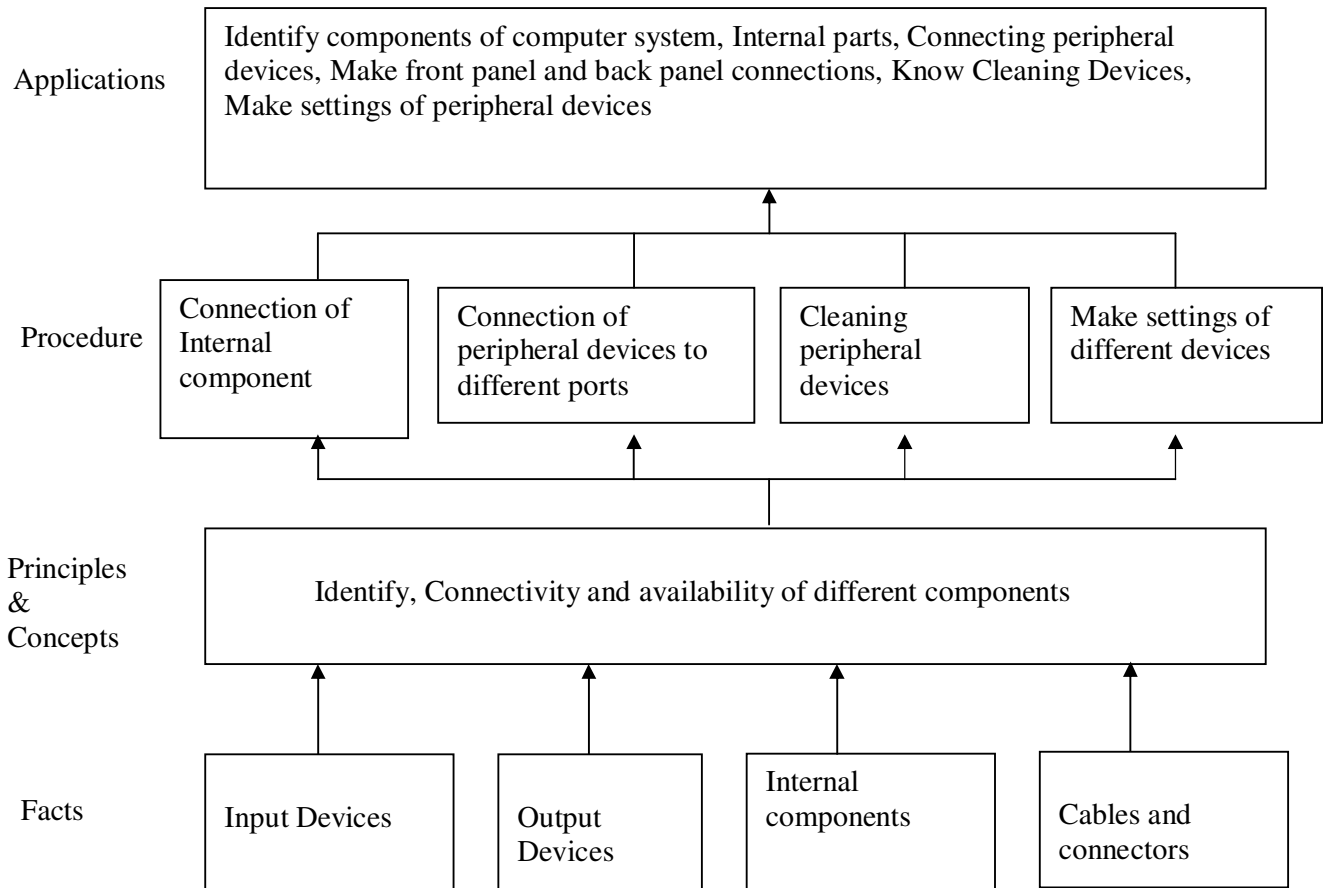 Applications
Identify components of computer system, Internal parts, Connecting peripheral
devices, Make front panel and back panel connections, Know Cleaning Devices,
Make settings of peripheral devices
Procedure
Connection of
Internal
component
Connection of
peripheral devices to
different ports
Cleaning
peripheral
devices
Make settings of
different devices
Principles
&
Concepts
Identify, Connectivity and availability of different components
Facts
Input Devices
Output
Devices
Internal
components
Cables and
connectors